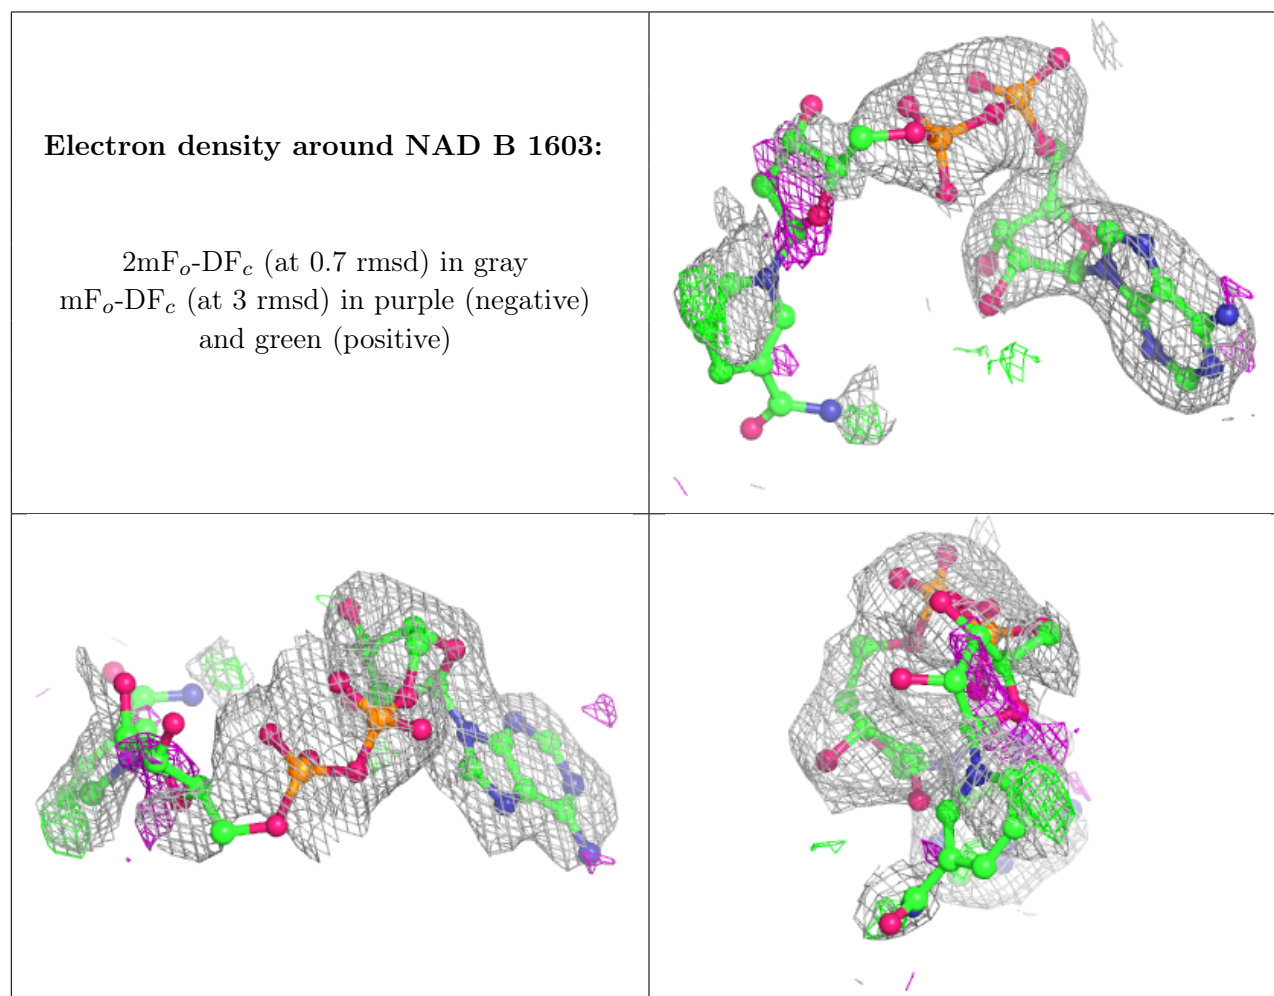 Electron density around NAD B 1603:
2mFo-DFc (at 0.7 rmsd) in gray
mFo-DFc (at 3 rmsd) in purple (negative)
and green (positive)